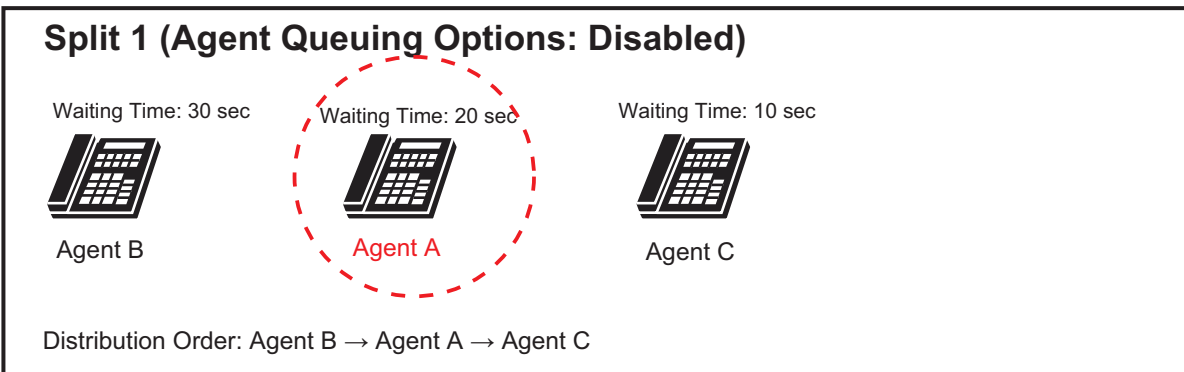 Split 1 (Agent Queuing Options: Disabled)
Waiting Time: 30 sec
Waiting Time: 20 sec
Waiting Time: 10 sec
Agent B
Agent A
Agent C
Distribution Order: Agent B → Agent A → Agent C